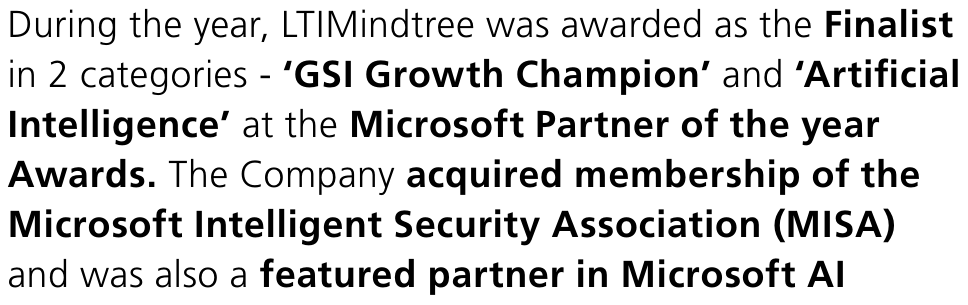 During the year, LTIMindtree was awarded as the Finalist
in 2 categories - ‘GSI Growth Champion’ and ‘Artificial
Intelligence’ at the Microsoft Partner of the year
Awards. The Company acquired membership of the
Microsoft Intelligent Security Association (MISA)
and was also a featured partner in Microsoft AI